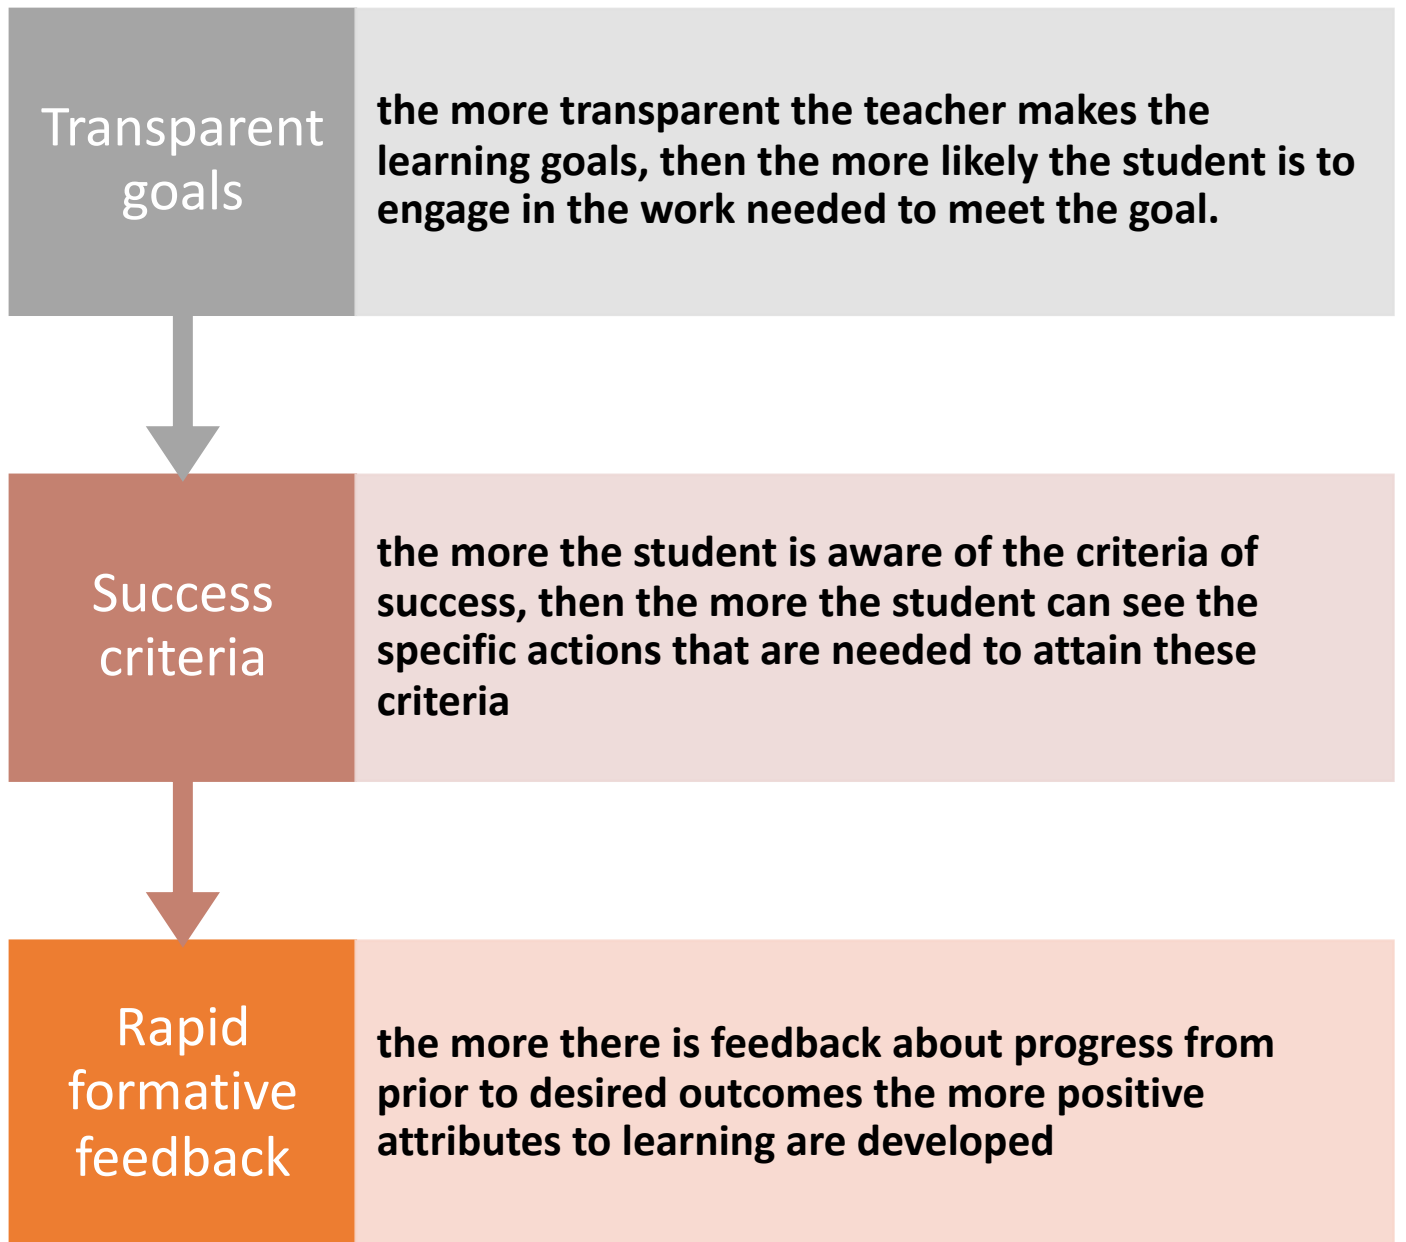 Transparent
goals
the more transparent the teacher makes the
learning goals, then the more likely the student is to
engage in the work needed to meet the goal.
Success
criteria
the more the student is aware of the criteria of
success, then the more the student can see the
specific actions that are needed to attain these
criteria
Rapid
formative
feedback
the more there is feedback about progress from
prior to desired outcomes the more positive
attributes to learning are developed